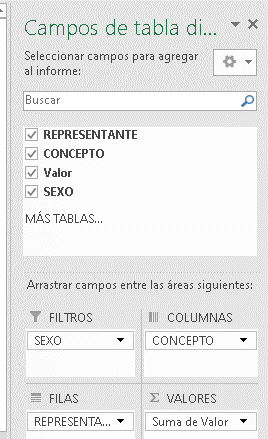 Campos de tabla di...
Seleccionar campos para agregar
al informe:
Buscar
REPRESENTANTE
CONCEPTO
Valor
SEXO
MÁS TABLAS...
Arrastrar campos entre las áreas siguientes:
FILTROS
COLUMNAS
SEXO
CONCEPTO
FILAS
Σ VALORES
REPRESENTA...
Suma de Valor